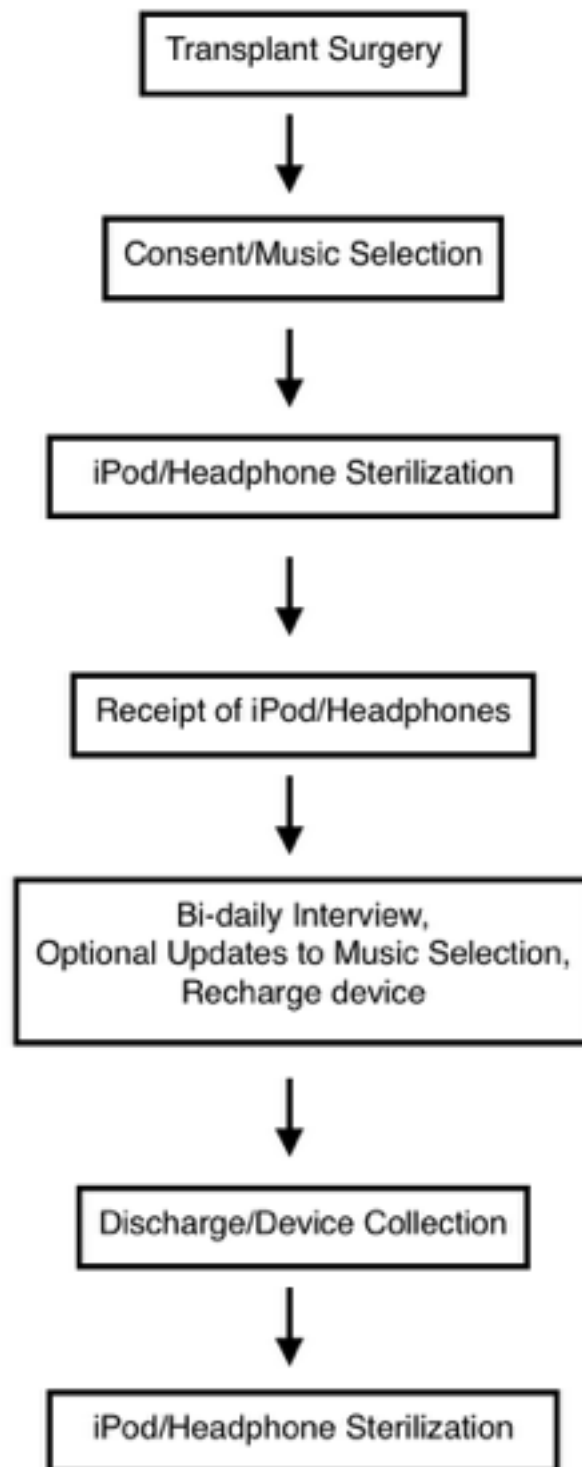 Transplant Surgery
Consent/Music Selection
iPod/Headphone Sterilization
Receipt of iPod/Headphones
Bi-daily Interview,
Optional Updates to Music Selection,
Recharge device
Discharge/Device Collection
iPod/Headphone Sterilization